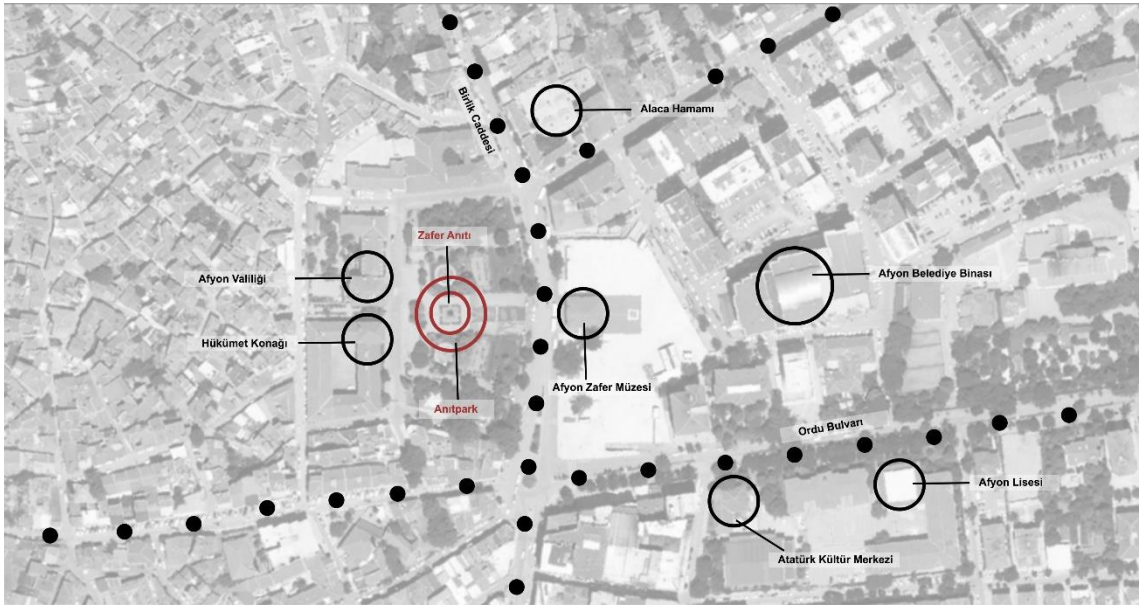 Birlik Caddesi
Alaca Hamamı
Zafer Anıtı
Afyon Valiliği
Afyon Belediye Binası
Hükümet Konağı
Afyon Zafer Müzesi
Anıtpark
Ordu Bulvarı
Afyon Lisesi
Atatürk Kültür Merkezi